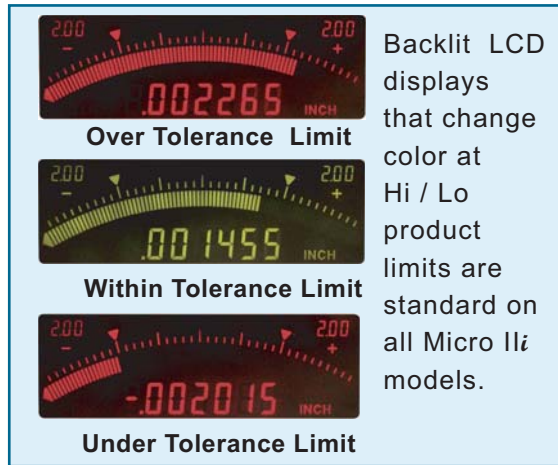 2.00 2.00
- +
.002265 INCH
Over Tolerance Limit
2.00 2.00
- +
.001455 INCH
Within Tolerance Limit
2.00 2.00
- +
-.002015 INCH
Under Tolerance Limit
Backlit LCD
displays
that change
color at
Hi / Lo
product
limits are
standard on
all Micro IIi
models.